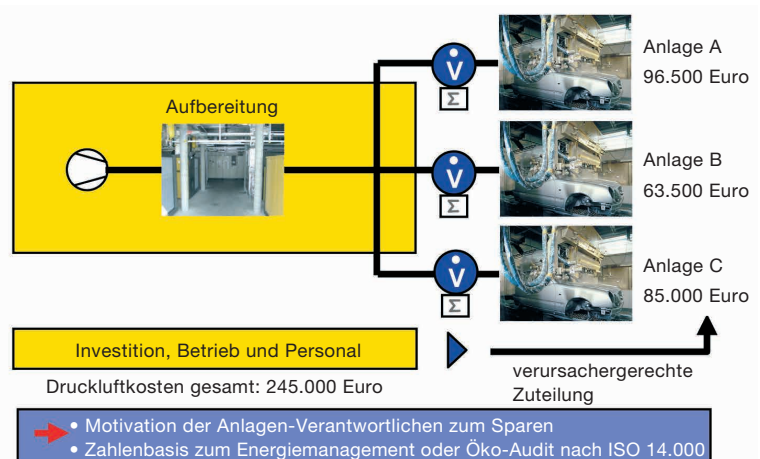 Aufbereitung
V̇
Σ
Anlage A
96.500 Euro
V̇
Σ
Anlage B
63.500 Euro
V̇
Σ
Anlage C
85.000 Euro
Investition, Betrieb und Personal
Druckluftkosten gesamt: 245.000 Euro
verursachergerechte
Zuteilung
• Motivation der Anlagen-Verantwortlichen zum Sparen
• Zahlenbasis zum Energiemanagement oder Öko-Audit nach ISO 14.000